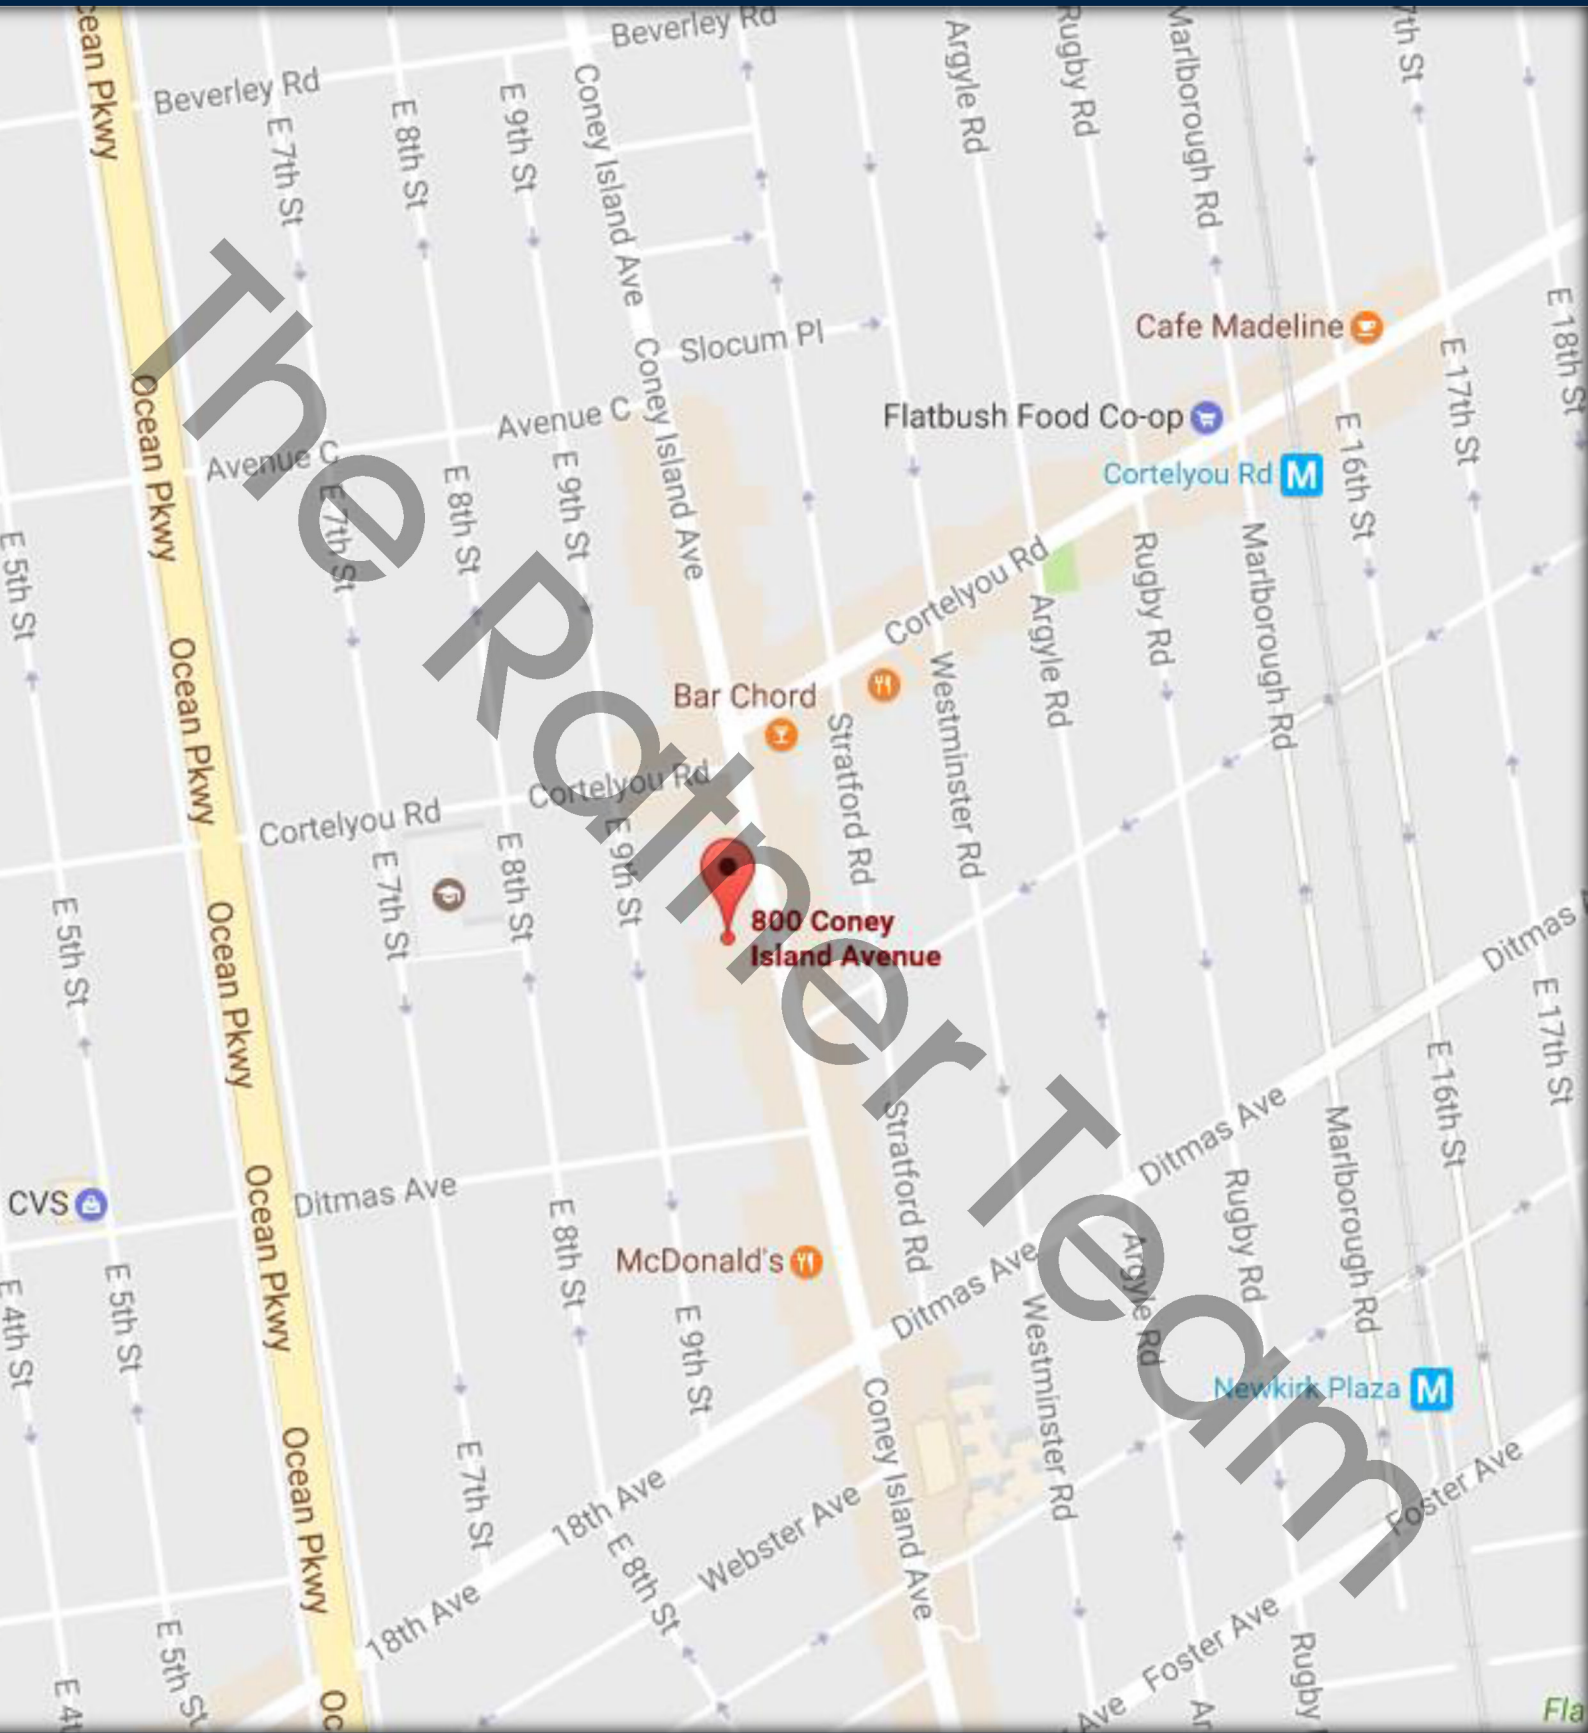 Beverley Rd
cean Pkwy
Beverley Rd
Coney Island Ave
Argyle Rd
Rugby Rd
Marlborough Rd
7th St
E 7th St
E 8th St
E 9th St
Slocum Pl
Cafe Madeline
E 18th St
Coney Island Ave
E 17th St
Ocean Pkwy
Avenue C
Avenue C
Flatbush Food Co-op
E 16th St
Cortelyou Rd M
E 7th St
E 8th St
E 9th St
E 5th St
Cortelyou Rd
Argyle Rd
Rugby Rd
Marlborough Rd
Ocean Pkwy
Bar Chord
Westminster Rd
Stratford Rd
Cortelyou Rd
Cortelyou Rd
E 7th St
E 8th St
E 9th St
800 Coney
Island Avenue
E 5th St
Ocean Pkwy
Ditmas
E 17th St
E 16th St
Ditmas Ave
Marlborough Rd
Stratford Rd
Rugby Rd
CVS
Ocean Pkwy
Ditmas Ave
E 8th St
McDonald's
Ditmas Ave
Argyle Rd
E 4th St
E 5th St
E 9th St
Westminster Rd
Newkirk Plaza M
Coney Island Ave
Ocean Pkwy
E 7th St
18th Ave
Webster Ave
Foster Ave
E 8th St
18th Ave
E 5th St
Foster Ave
Rugby
E 4t
Oc
Ave
Ar
Fla
The Ratner Team